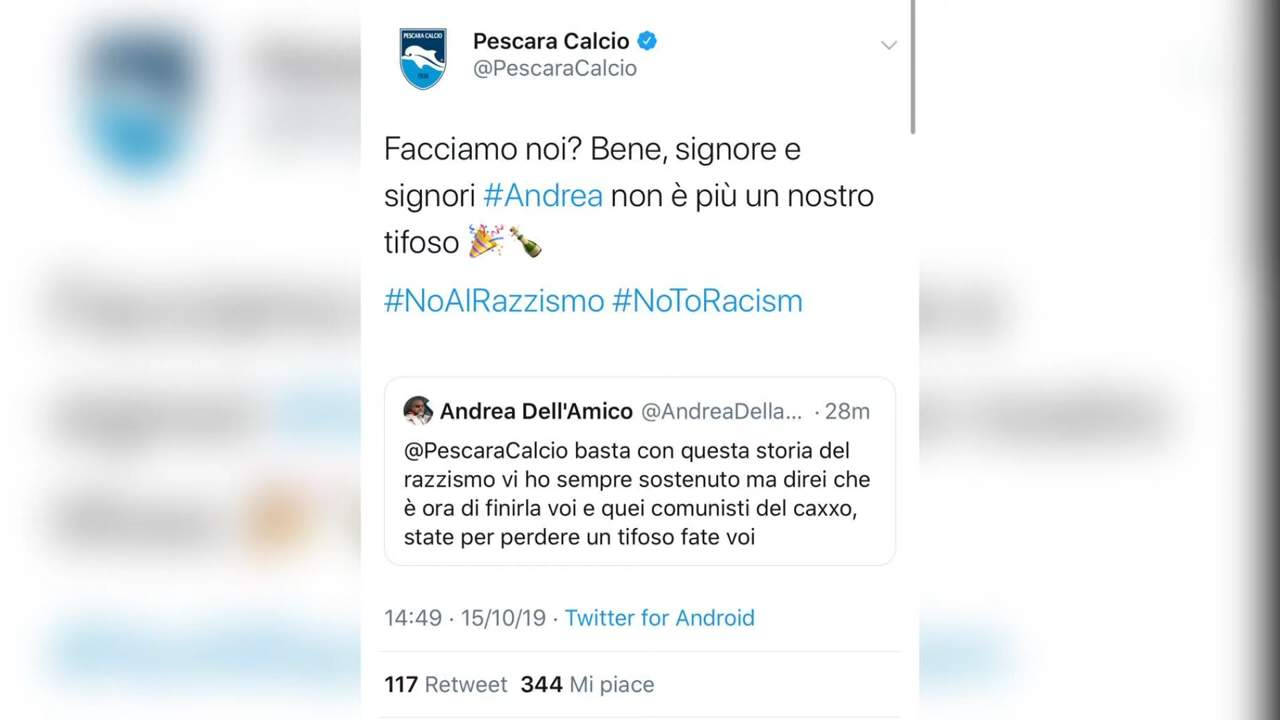 PESCARA CALCIO
1936
Pescara Calcio
@PescaraCalcio
Facciamo noi? Bene, signore e
signori #Andrea non è più un nostro
tifoso 🎉🍾
#NoAlRazzismo #NoToRacism
Andrea Dell'Amico @AndreaDella... · 28m
@PescaraCalcio basta con questa storia del
razzismo vi ho sempre sostenuto ma direi che
è ora di finirla voi e quei comunisti del caxxo,
state per perdere un tifoso fate voi
14:49 · 15/10/19 · Twitter for Android
117 Retweet 344 Mi piace